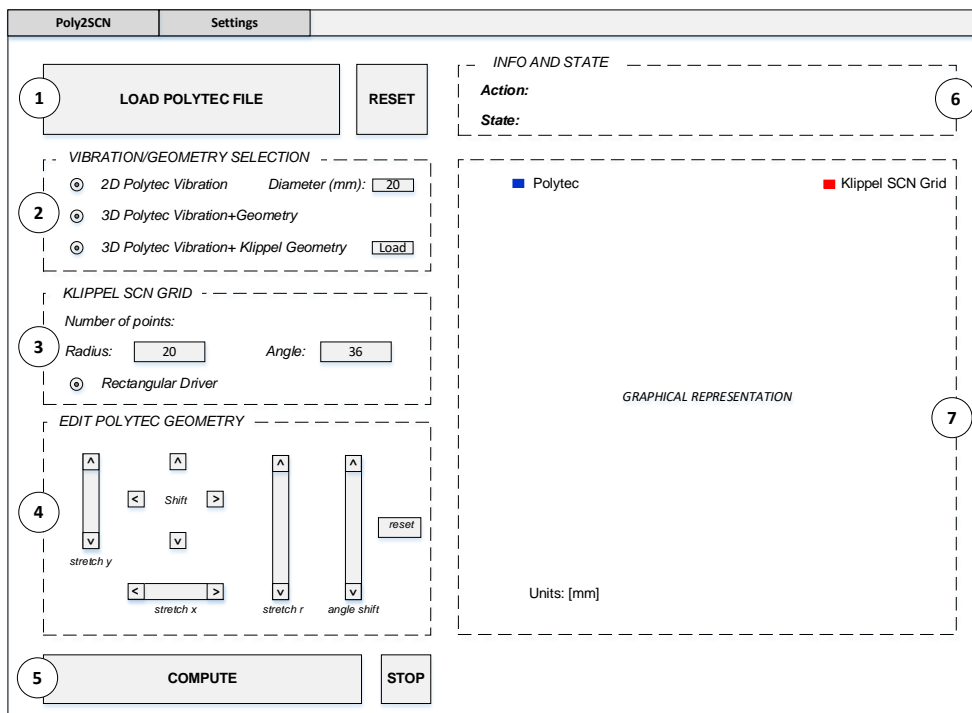 Poly2SCN Settings
1 LOAD POLYTEC FILE RESET
VIBRATION/GEOMETRY SELECTION
2
2D Polytec Vibration Diameter (mm): 20
3D Polytec Vibration+Geometry
3D Polytec Vibration+ Klippel Geometry Load
KLIPPEL SCN GRID
3
Number of points:
Radius: 20 Angle: 36
Rectangular Driver
EDIT POLYTEC GEOMETRY
4
^ ^ ^ ^
< Shift >
v v v v
reset
stretch y
< >
stretch x stretch r angle shift
5 COMPUTE STOP
INFO AND STATE
6
Action:
State:
Polytec Klippel SCN Grid
GRAPHICAL REPRESENTATION
7
Units: [mm]